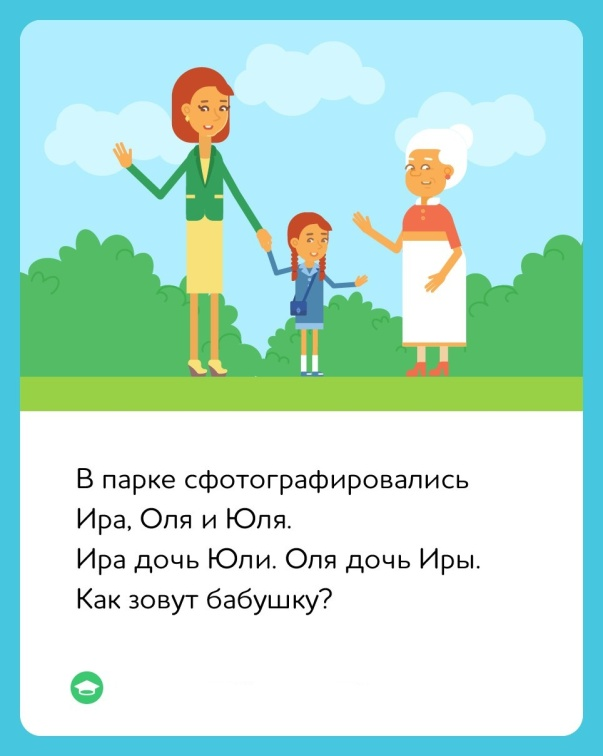 В парке сфотографировались
Ира, Оля и Юля.
Ира дочь Юли. Оля дочь Иры.
Как зовут бабушку?